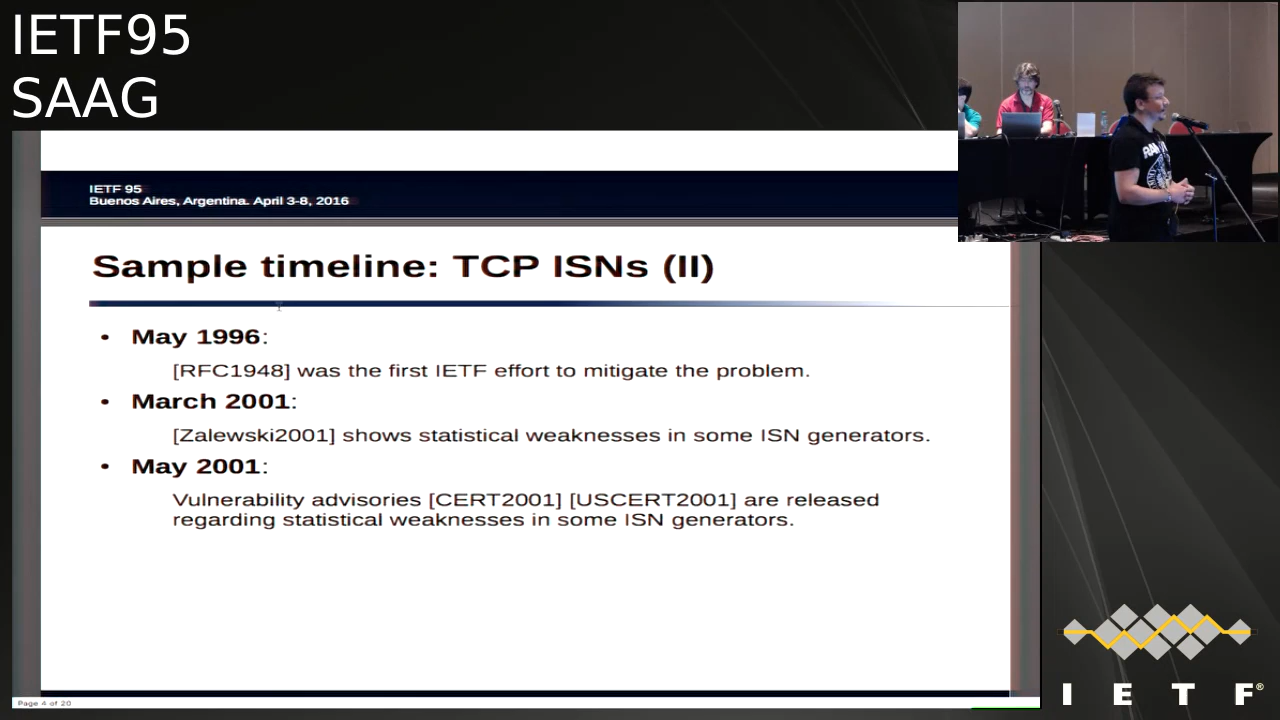 IETF95
SAAG
IETF 95
Buenos Aires, Argentina. April 3-8, 2016
Sample timeline: TCP ISNs (II)
• May 1996:
[RFC1948] was the first IETF effort to mitigate the problem.
• March 2001:
[Zalewski2001] shows statistical weaknesses in some ISN generators.
• May 2001:
Vulnerability advisories [CERT2001] [USCERT2001] are released
regarding statistical weaknesses in some ISN generators.
Page 4 of 20
I E T F®